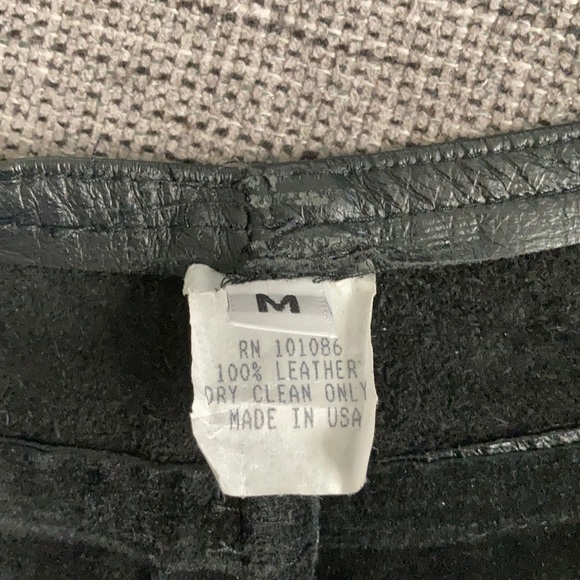 M
RN 101086
100% LEATHER
DRY CLEAN ONLY
MADE IN USA